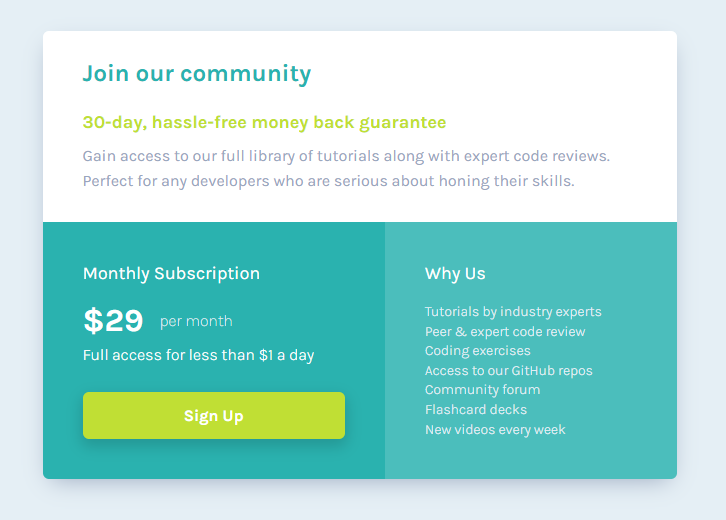 Join our community
30-day, hassle-free money back guarantee
Gain access to our full library of tutorials along with expert code reviews.
Perfect for any developers who are serious about honing their skills.
Monthly Subscription
$29 per month
Full access for less than $1 a day
Sign Up
Why Us
Tutorials by industry experts
Peer & expert code review
Coding exercises
Access to our GitHub repos
Community forum
Flashcard decks
New videos every week